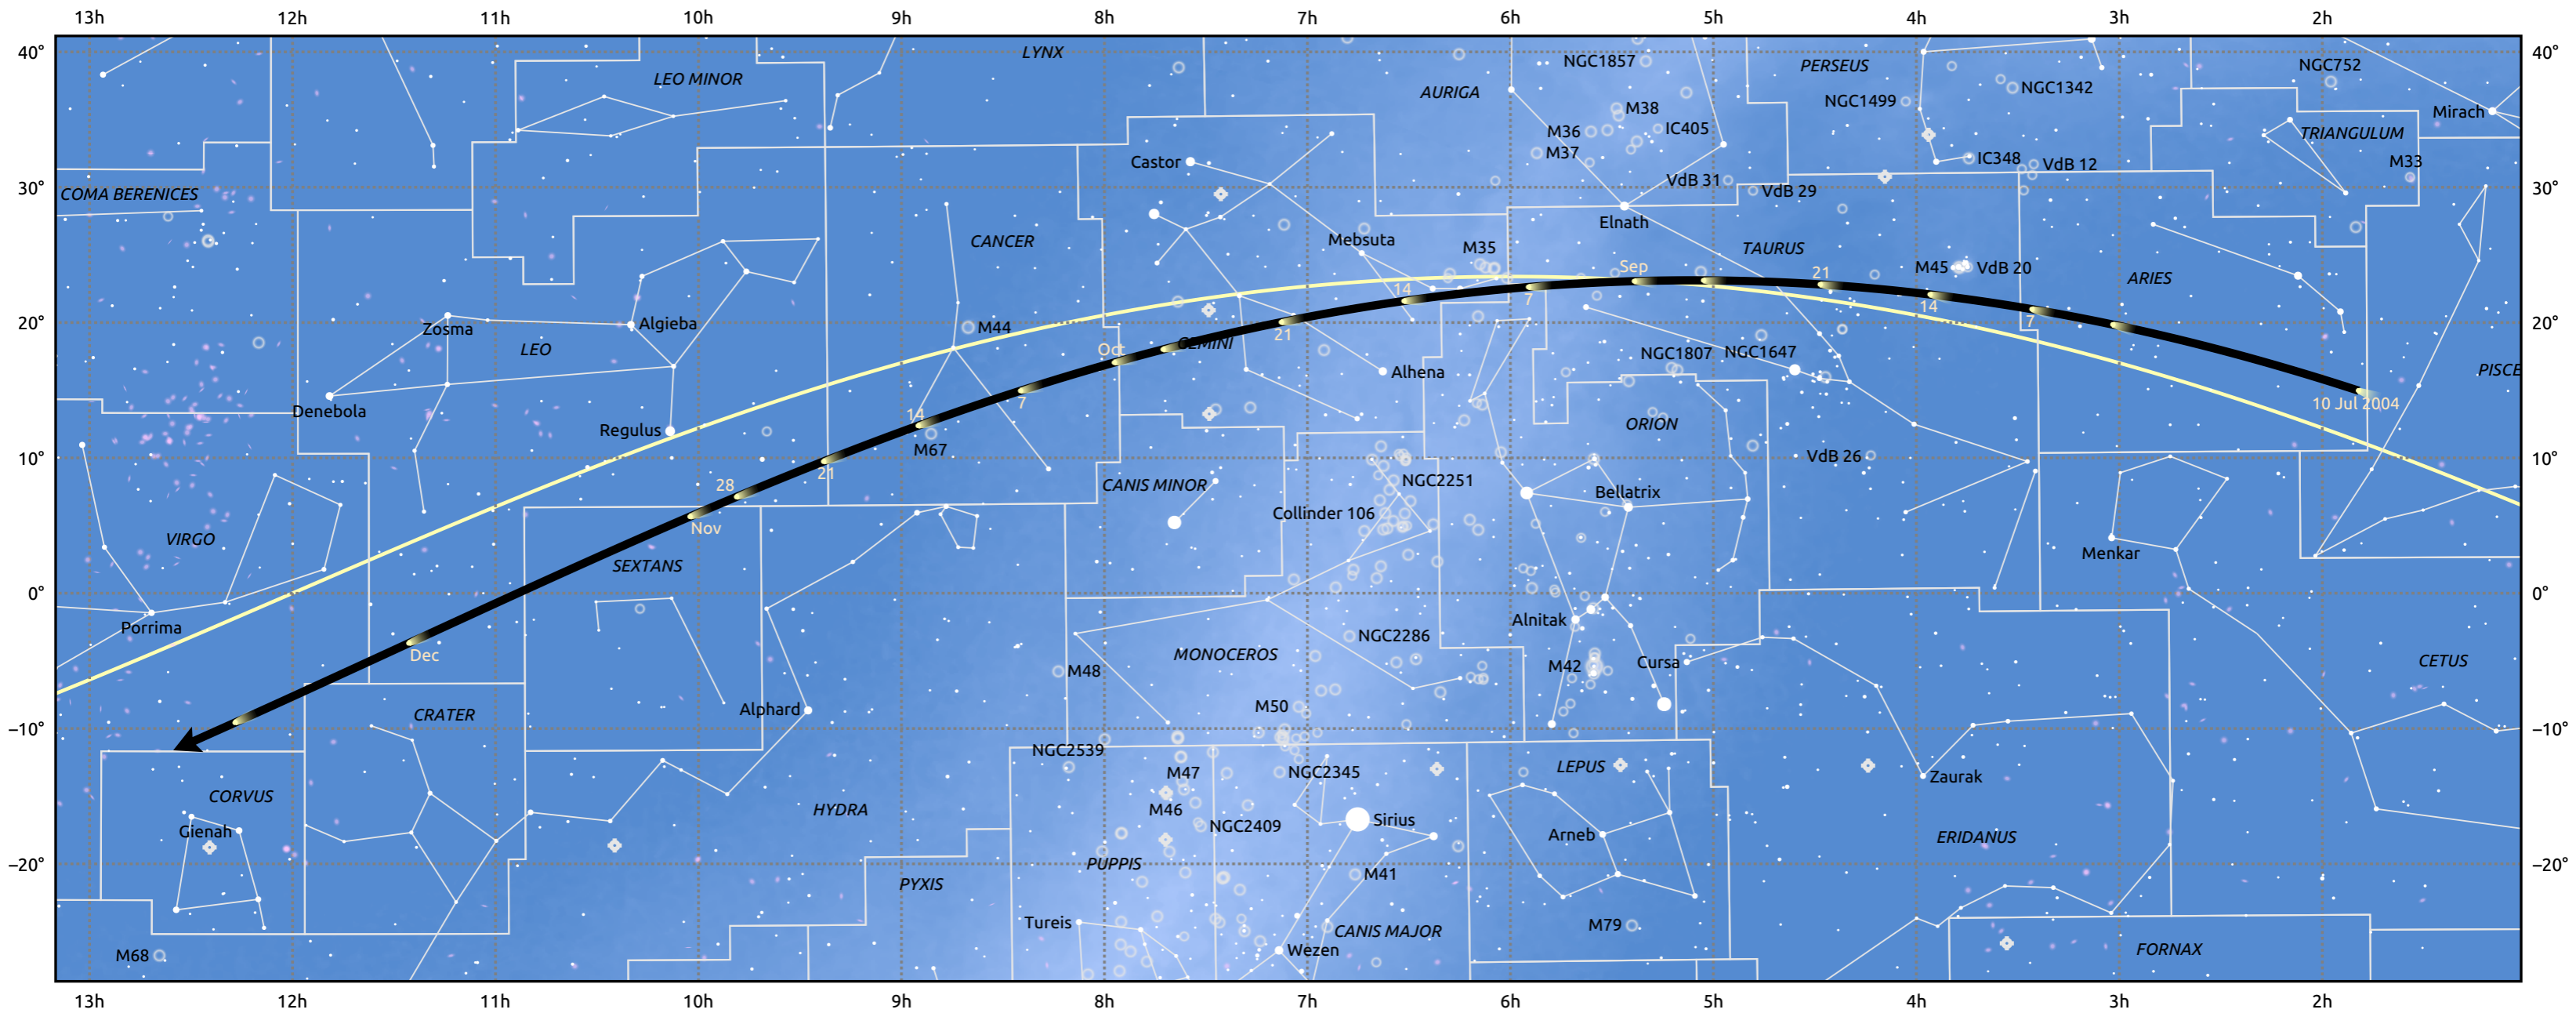 13h 12h 11h 10h 9h 8h 7h 6h 5h 4h 3h 2h
40° LYNX 40°
NGC1857 PERSEUS NGC752
LEO MINOR
AURIGA NGC1499 NGC1342
M38 Mirach
M36 IC405 TRIANGULUM
M37
Castor IC348 VdB 12 M33
30° COMA BERENICES VdB 31 VdB 29 30°
Elnath
CANCER Mebsuta M35 TAURUS
Sep M45 VdB 20 ARIES
21
14 7 14 7
20° Zosma Algieba M44 21 20°
LEO Oct GEMINI NGC1807 NGC1647
Alhena PISCE
7
Denebola 14 10 Jul 2004
Regulus ORION
M67
10° 21 VdB 26 10°
28 CANIS MINOR NGC2251
Bellatrix
Nov Collinder 106
VIRGO Menkar
SEXTANS
0° 0°
Porrima Alnitak
NGC2286
Dec MONOCEROS M42 Cursa CETUS
M48
CRATER Alphard M50
−10° −10°
NGC2539
M47 NGC2345 LEPUS Zaurak
CORVUS HYDRA M46
Gienah NGC2409 Sirius Arneb ERIDANUS
−20° PUPPIS −20°
PYXIS M41
Tureis CANIS MAJOR M79
M68 Wezen FORNAX
13h 12h 11h 10h 9h 8h 7h 6h 5h 4h 3h 2h